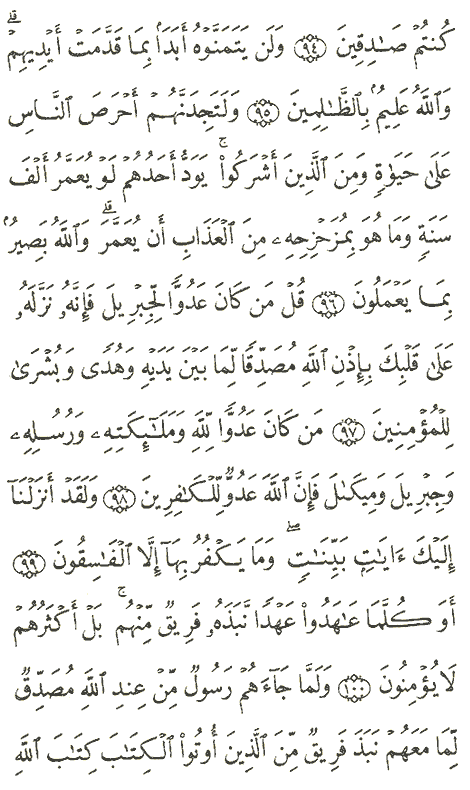 كُنتُمْ صَـٰدِقِينَ ﴿٩٤﴾ وَلَن يَتَمَنَّوْهُ أَبَدَۢا بِمَا قَدَّمَتْ أَيْدِيهِمْ ۗ
وَٱللَّهُ عَلِيمُۢ بِٱلظَّـٰلِمِينَ ﴿٩٥﴾ وَلَتَجِدَنَّهُمْ أَحْرَصَ ٱلنَّاسِ
عَلَىٰ حَيَوٰةٍ وَمِنَ ٱلَّذِينَ أَشْرَكُوا۟ ۚ يَوَدُّ أَحَدُهُمْ لَوْ يُعَمَّرُ أَلْفَ
سَنَةٍ وَمَا هُوَ بِمُزَحْزِحِهِۦ مِنَ ٱلْعَذَابِ أَن يُعَمَّرَ ۗ وَٱللَّهُ بَصِيرُۢ
بِمَا يَعْمَلُونَ ﴿٩٦﴾ قُلْ مَن كَانَ عَدُوًّا لِّجِبْرِيلَ فَإِنَّهُۥ نَزَّلَهُۥ
عَلَىٰ قَلْبِكَ بِإِذْنِ ٱللَّهِ مُصَدِّقًا لِّمَا بَيْنَ يَدَيْهِ وَهُدًى وَبُشْرَىٰ
لِلْمُؤْمِنِينَ ﴿٩٧﴾ مَن كَانَ عَدُوًّا لِّلَّهِ وَمَلَـٰٓئِكَتِهِۦ وَرُسُلِهِۦ
وَجِبْرِيلَ وَمِيكَىٰلَ فَإِنَّ ٱللَّهَ عَدُوٌّ لِّلْكَـٰفِرِينَ ﴿٩٨﴾ وَلَقَدْ أَنزَلْنَآ
إِلَيْكَ ءَايَـٰتٍۭ بَيِّنَـٰتٍ ۖ وَمَا يَكْفُرُ بِهَآ إِلَّا ٱلْفَـٰسِقُونَ ﴿٩٩﴾
أَوَكُلَّمَا عَـٰهَدُوا۟ عَهْدًا نَّبَذَهُۥ فَرِيقٌ مِّنْهُم ۚ بَلْ أَكْثَرُهُمْ
لَا يُؤْمِنُونَ ﴿١٠٠﴾ وَلَمَّا جَآءَهُمْ رَسُولٌ مِّنْ عِندِ ٱللَّهِ مُصَدِّقٌ
لِّمَا مَعَهُمْ نَبَذَ فَرِيقٌ مِّنَ ٱلَّذِينَ أُوتُوا۟ ٱلْكِتَـٰبَ كِتَـٰبَ ٱللَّهِ